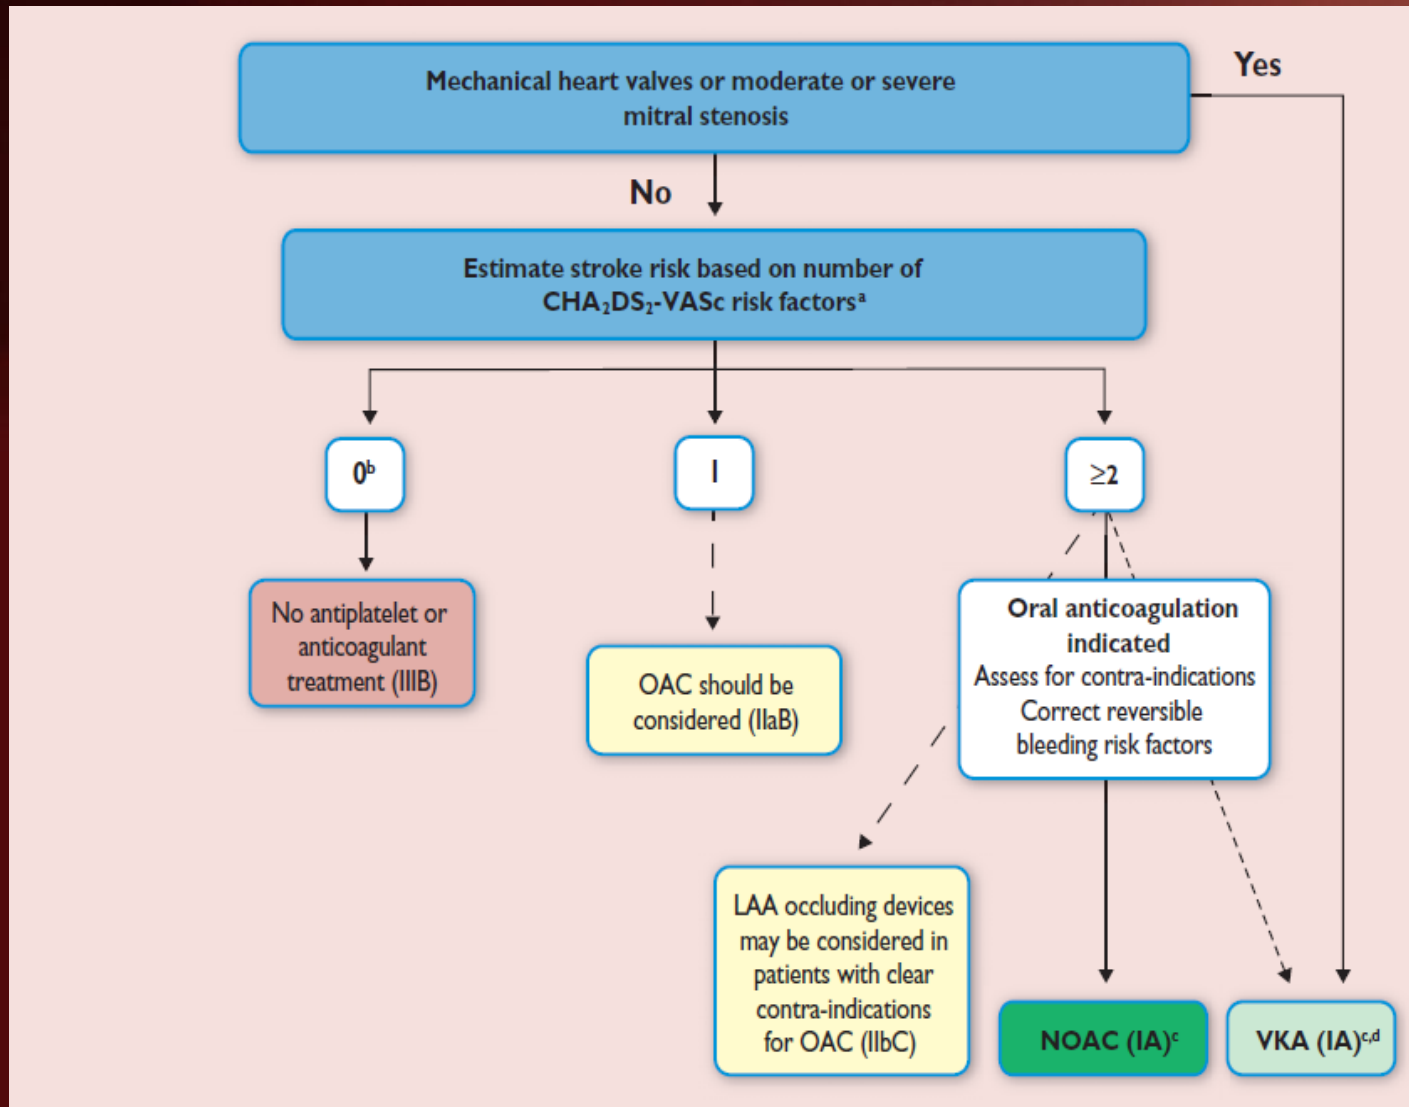 Mechanical heart valves or moderate or severe
mitral stenosis
Yes
No
Estimate stroke risk based on number of
CHA₂DS₂-VASc risk factorsᵃ
0ᵇ
1
≥2
No antiplatelet or
anticoagulant
treatment (IIIB)
OAC should be
considered (IIaB)
Oral anticoagulation
indicated
Assess for contra-indications
Correct reversible
bleeding risk factors
LAA occluding devices
may be considered in
patients with clear
contra-indications
for OAC (IIbC)
NOAC (IA)ᶜ
VKA (IA)ᶜ,ᵈ